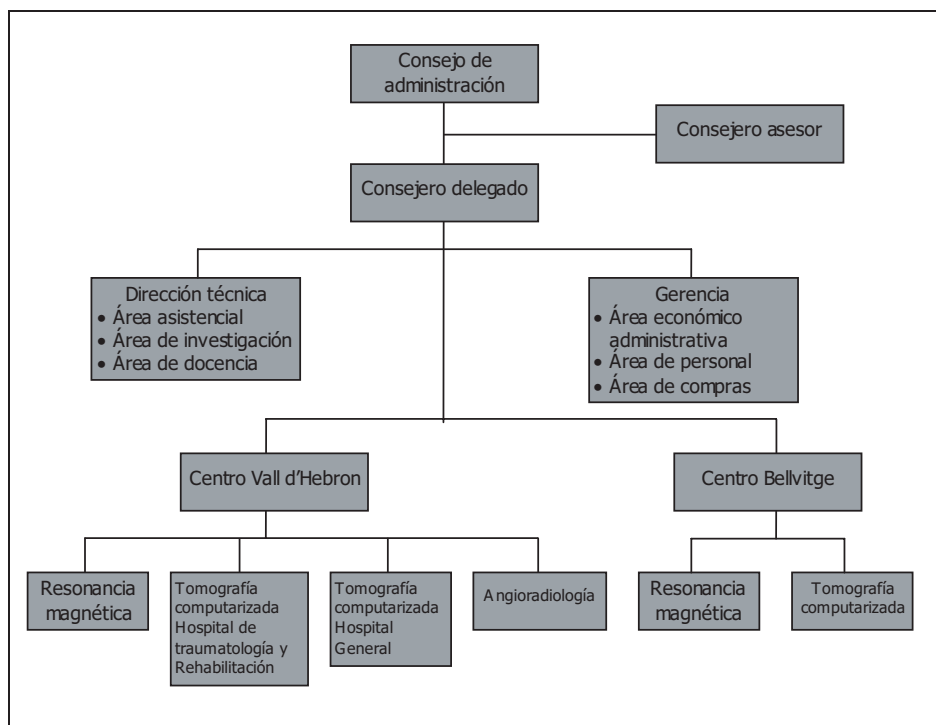 Consejo de
administración
Consejero asesor
Consejero delegado
Dirección técnica
• Área asistencial
• Área de investigación
• Área de docencia
Gerencia
• Área económico
administrativa
• Área de personal
• Área de compras
Centro Vall d’Hebron
Centro Bellvitge
Resonancia
magnética
Tomografía
computarizada
Hospital de
traumatología y
Rehabilitación
Tomografía
computarizada
Hospital
General
Angioradiología
Resonancia
magnética
Tomografía
computarizada